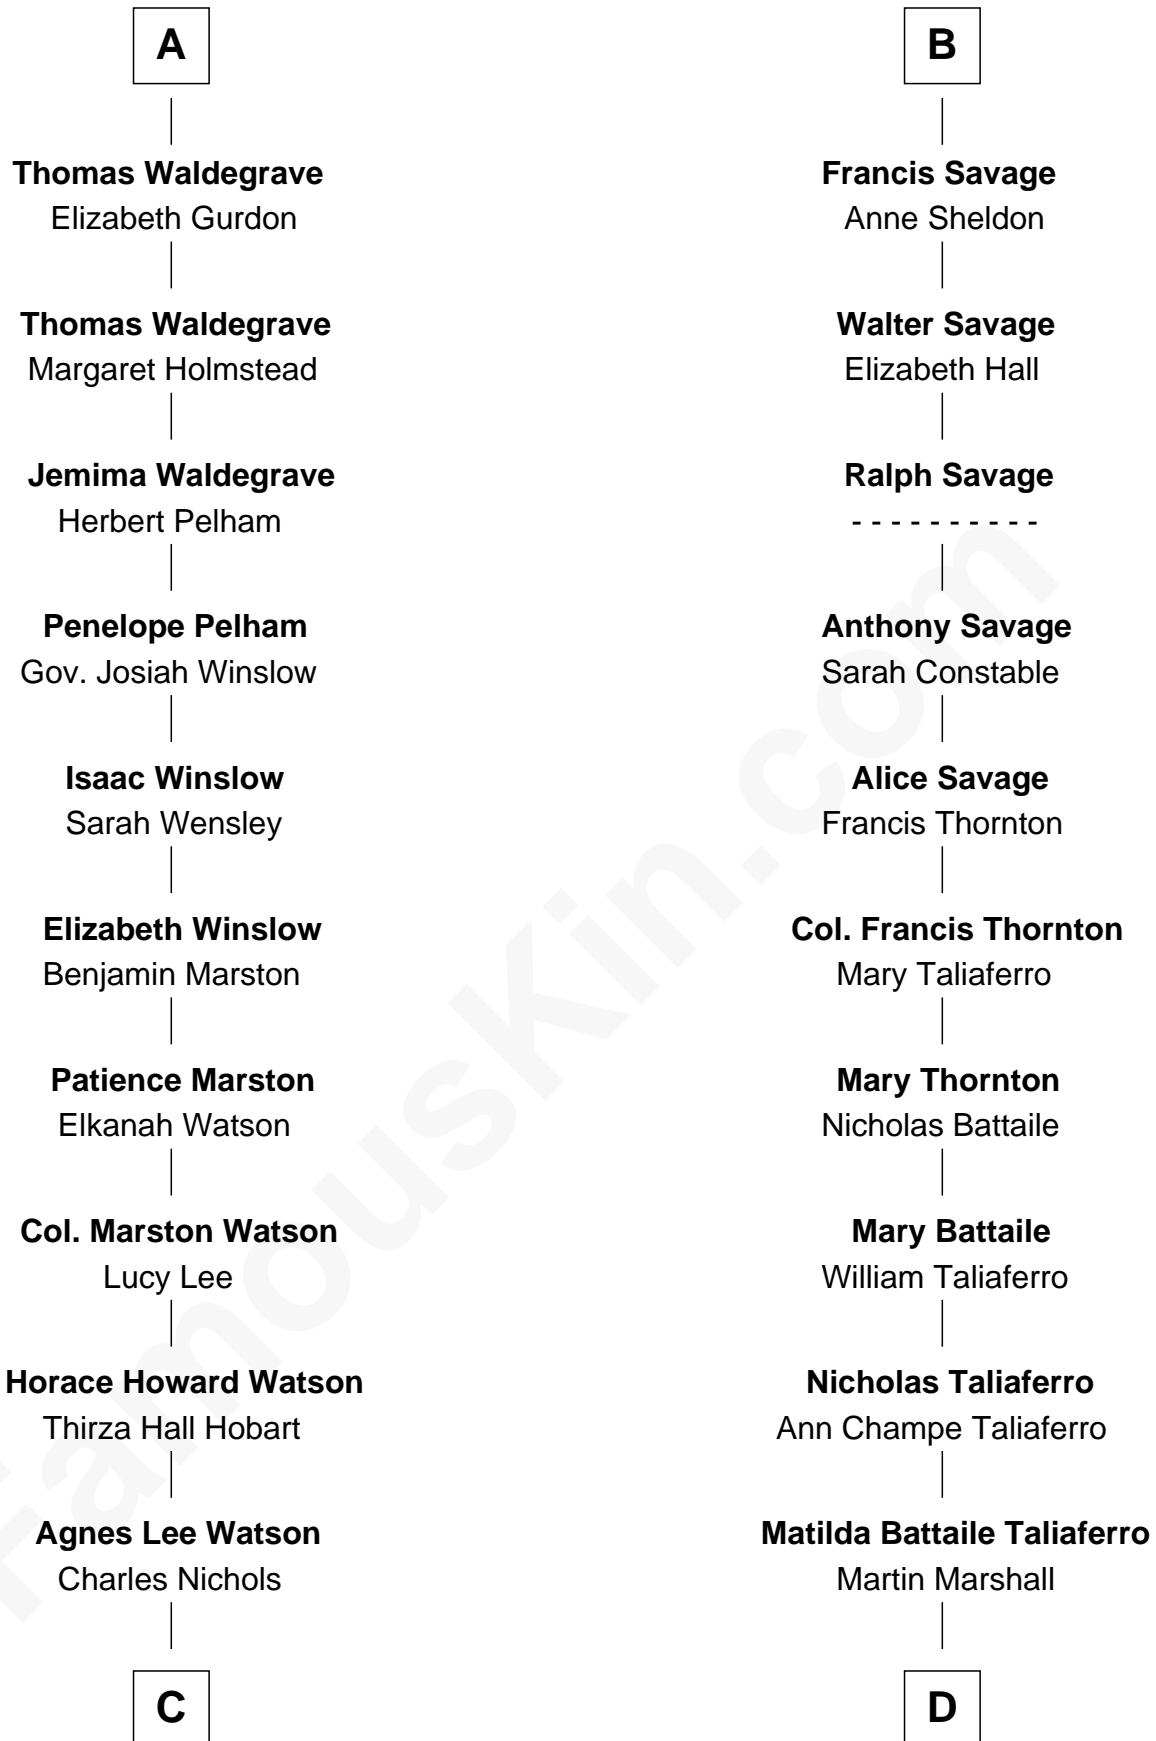 A
Thomas Waldegrave
Elizabeth Gurdon
Thomas Waldegrave
Margaret Holmstead
Jemima Waldegrave
Herbert Pelham
Penelope Pelham
Gov. Josiah Winslow
Isaac Winslow
Sarah Wensley
Elizabeth Winslow
Benjamin Marston
Patience Marston
Elkanah Watson
Col. Marston Watson
Lucy Lee
Horace Howard Watson
Thirza Hall Hobart
Agnes Lee Watson
Charles Nichols
C
B
Francis Savage
Anne Sheldon
Walter Savage
Elizabeth Hall
Ralph Savage
- - - - - - - - - -
Anthony Savage
Sarah Constable
Alice Savage
Francis Thornton
Col. Francis Thornton
Mary Taliaferro
Mary Thornton
Nicholas Battaile
Mary Battaile
William Taliaferro
Nicholas Taliaferro
Ann Champe Taliaferro
Matilda Battaile Taliaferro
Martin Marshall
D
FamousKin.com